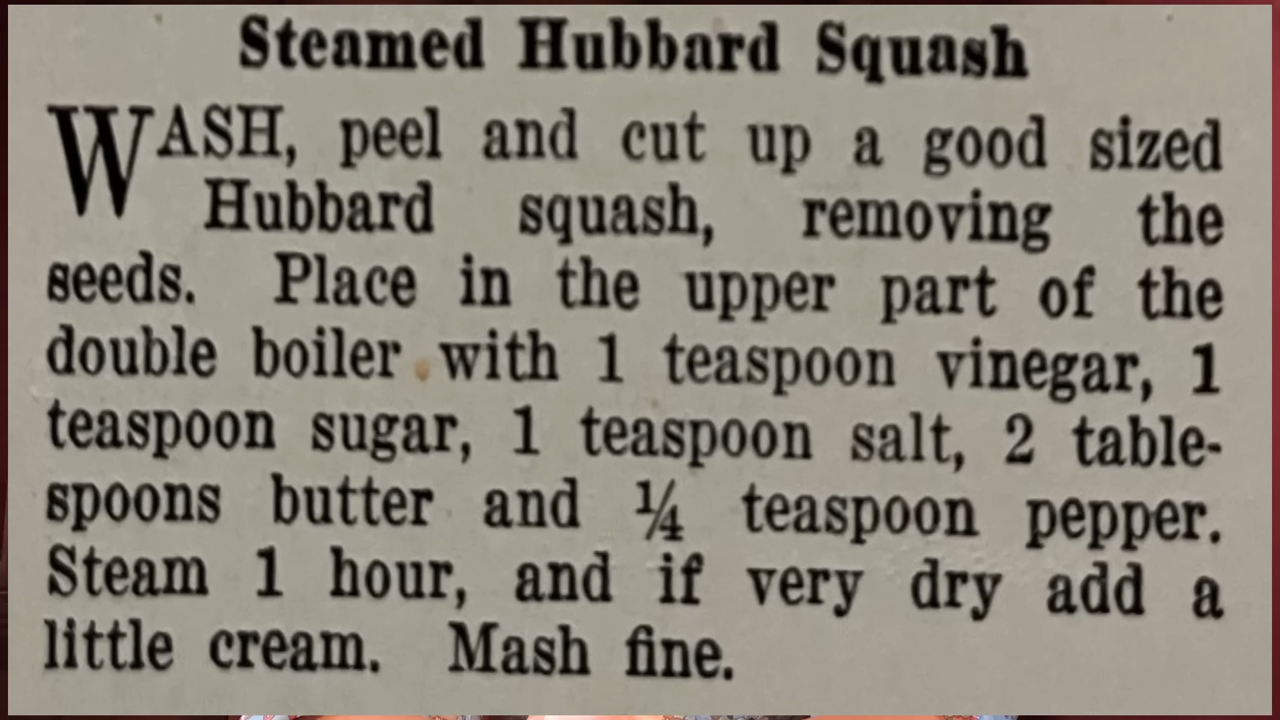 Steamed Hubbard Squash
WASH, peel and cut up a good sized
Hubbard squash, removing the
seeds. Place in the upper part of the
double boiler with 1 teaspoon vinegar, 1
teaspoon sugar, 1 teaspoon salt, 2 table-
spoons butter and ¼ teaspoon pepper.
Steam 1 hour, and if very dry add a
little cream. Mash fine.